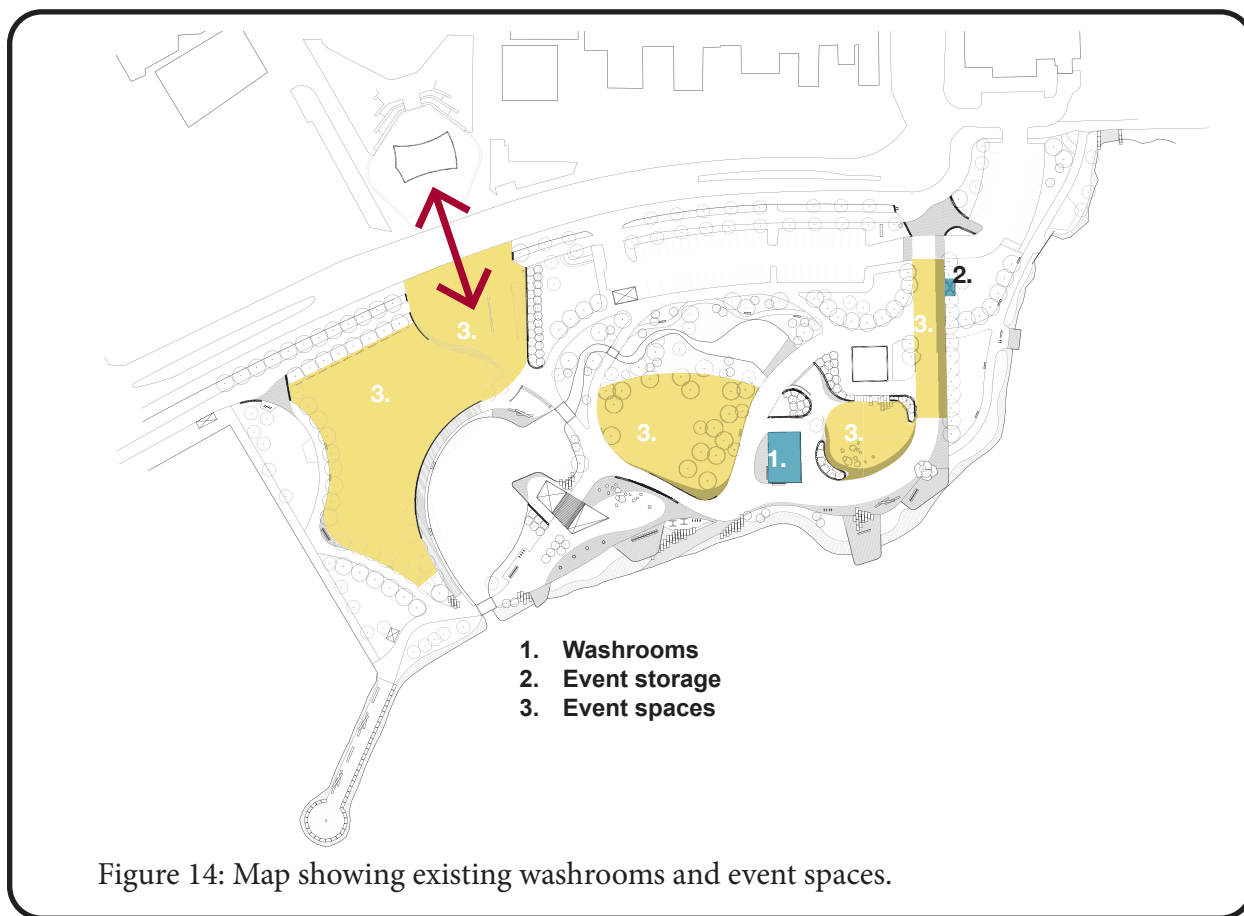 2.
3.
3.
3.
3.
3.
1.
1. Washrooms
2. Event storage
3. Event spaces
Figure 14: Map showing existing washrooms and event spaces.